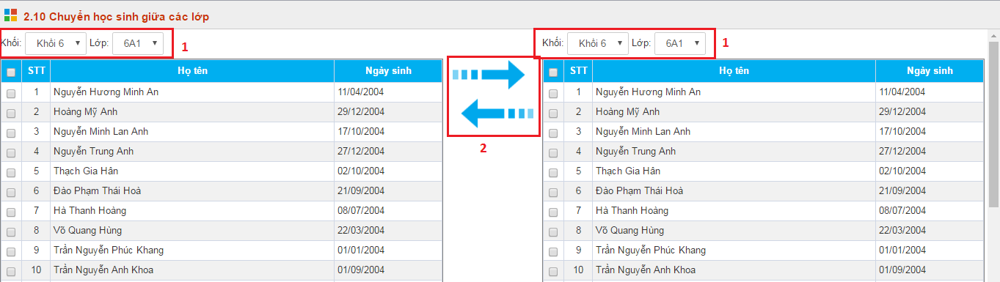 2.10 Chuyển học sinh giữa các lớp
Khối: Khối 6 Lớp: 6A1 1
Khối: Khối 6 Lớp: 6A1 1
STT Họ tên Ngày sinh
1 Nguyễn Hương Minh An 11/04/2004
2 Hoàng Mỹ Anh 29/12/2004
3 Nguyễn Minh Lan Anh 17/10/2004
4 Nguyễn Trung Anh 27/12/2004
5 Thạch Gia Hân 02/10/2004
6 Đào Phạm Thái Hoà 21/09/2004
7 Hà Thanh Hoàng 08/07/2004
8 Võ Quang Hùng 22/03/2004
9 Trần Nguyễn Phúc Khang 01/01/2004
10 Trần Nguyễn Anh Khoa 01/09/2004
2
STT Họ tên Ngày sinh
1 Nguyễn Hương Minh An 11/04/2004
2 Hoàng Mỹ Anh 29/12/2004
3 Nguyễn Minh Lan Anh 17/10/2004
4 Nguyễn Trung Anh 27/12/2004
5 Thạch Gia Hân 02/10/2004
6 Đào Phạm Thái Hoà 21/09/2004
7 Hà Thanh Hoàng 08/07/2004
8 Võ Quang Hùng 22/03/2004
9 Trần Nguyễn Phúc Khang 01/01/2004
10 Trần Nguyễn Anh Khoa 01/09/2004